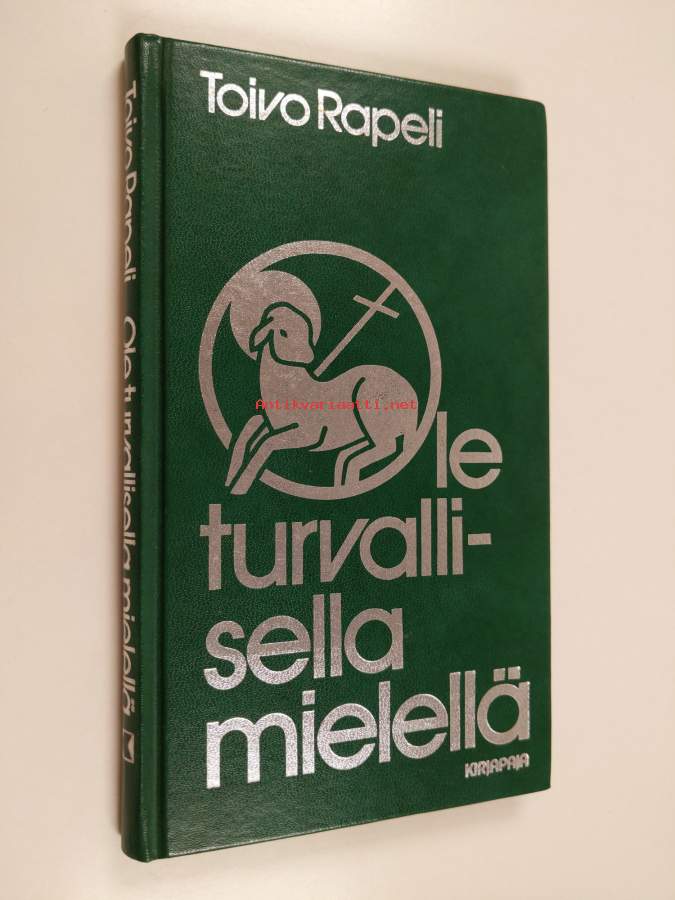 Toivo Rapeli
Ole
turvalli-
sella
mielellä
KIRJAPAJA
Toivo Rapeli Ole turvallisella mielellä
Antikvariaatti.net